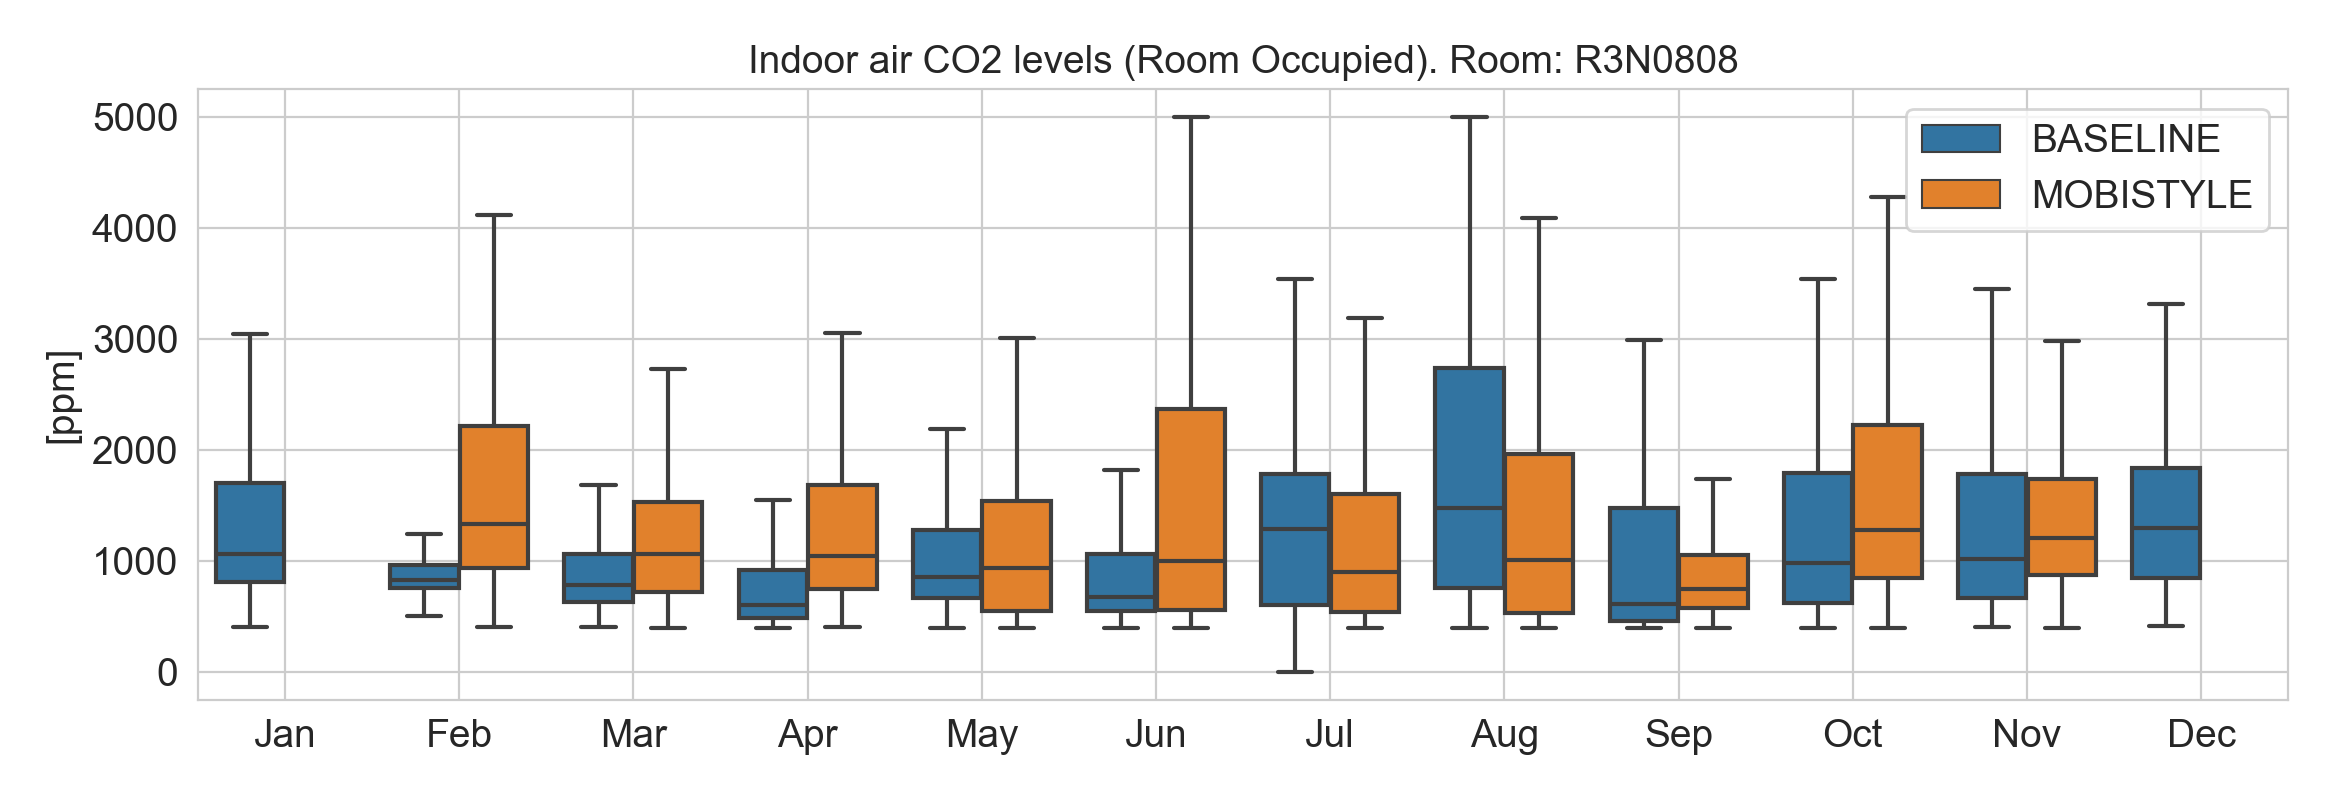 Indoor air CO2 levels (Room Occupied). Room: R3N0808
5000
4000
3000
2000
1000
0
[ppm]
BASELINE
MOBISTYLE
Jan Feb Mar Apr May Jun Jul Aug Sep Oct Nov Dec